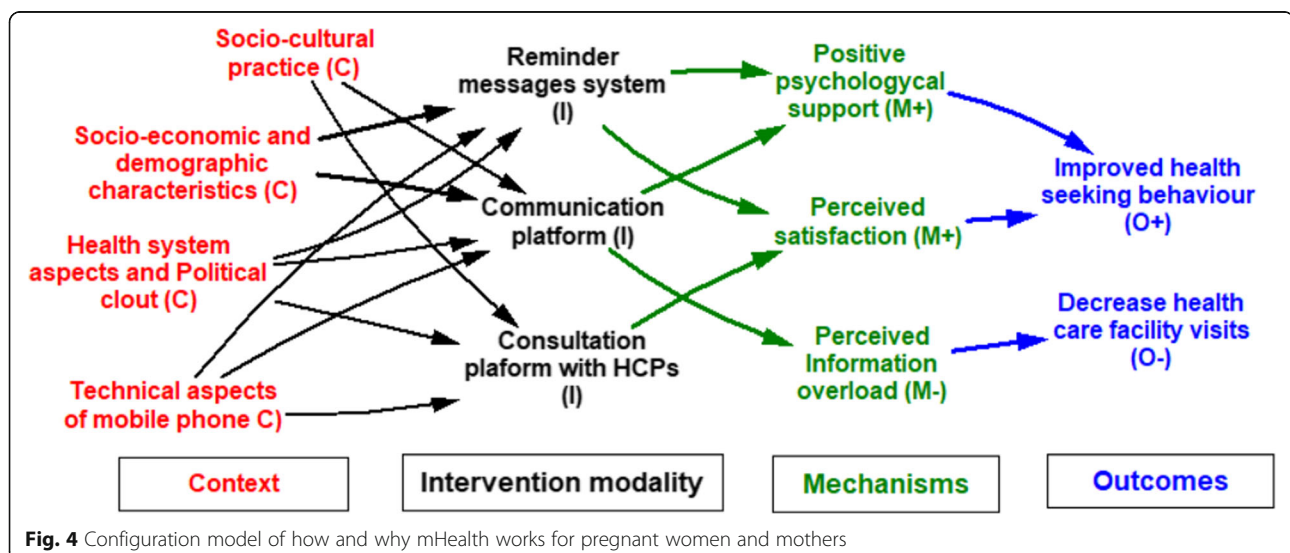 Socio-cultural
practice (C)
Socio-economic and
demographic
characteristics (C)
Health system
aspects and Political
clout (C)
Technical aspects
of mobile phone C)
Reminder
messages system
(I)
Communication
platform (I)
Consultation
plaform with HCPs
(I)
Positive
psychologycal
support (M+)
Perceived
satisfaction (M+)
Perceived
Information
overload (M-)
Improved health
seeking behaviour
(O+)
Decrease health
care facility visits
(O-)
Context
Intervention modality
Mechanisms
Outcomes
Fig. 4 Configuration model of how and why mHealth works for pregnant women and mothers